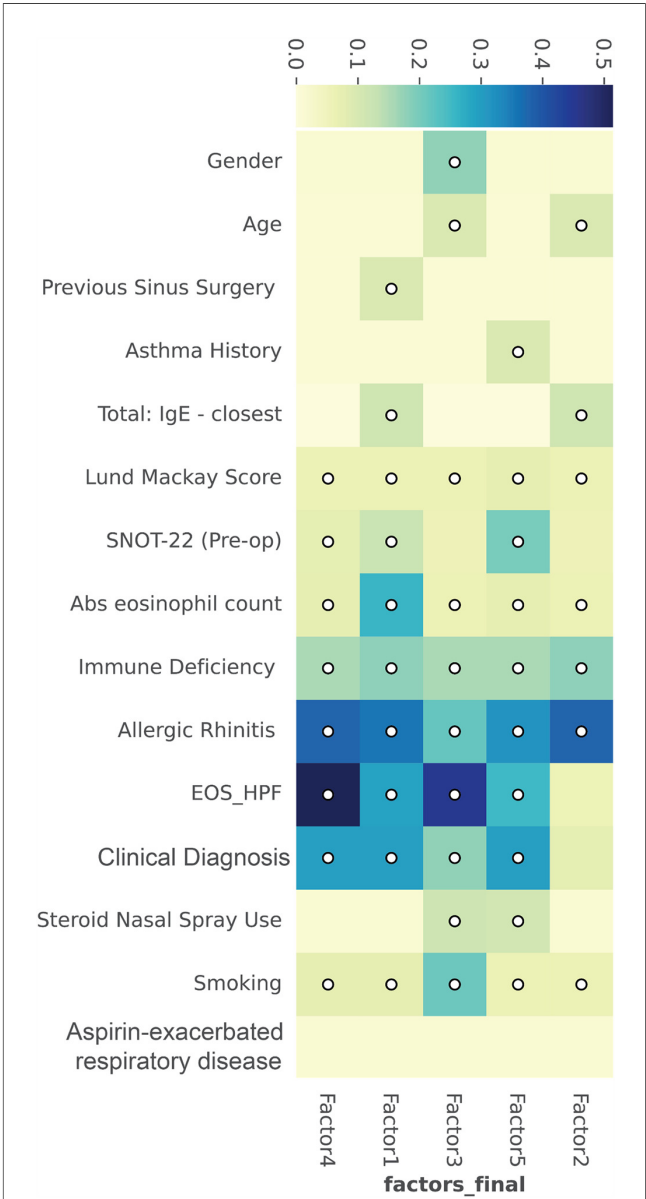 0.0 0.1 0.2 0.3 0.4 0.5
Gender
Age
Previous Sinus Surgery
Asthma History
Total: IgE - closest
Lund Mackay Score
SNOT-22 (Pre-op)
Abs eosinophil count
Immune Deficiency
Allergic Rhinitis
EOS_HPF
Clinical Diagnosis
Steroid Nasal Spray Use
Smoking
Aspirin-exacerbated
respiratory disease
Factor4 Factor1 Factor3 Factor5 Factor2
factors_final